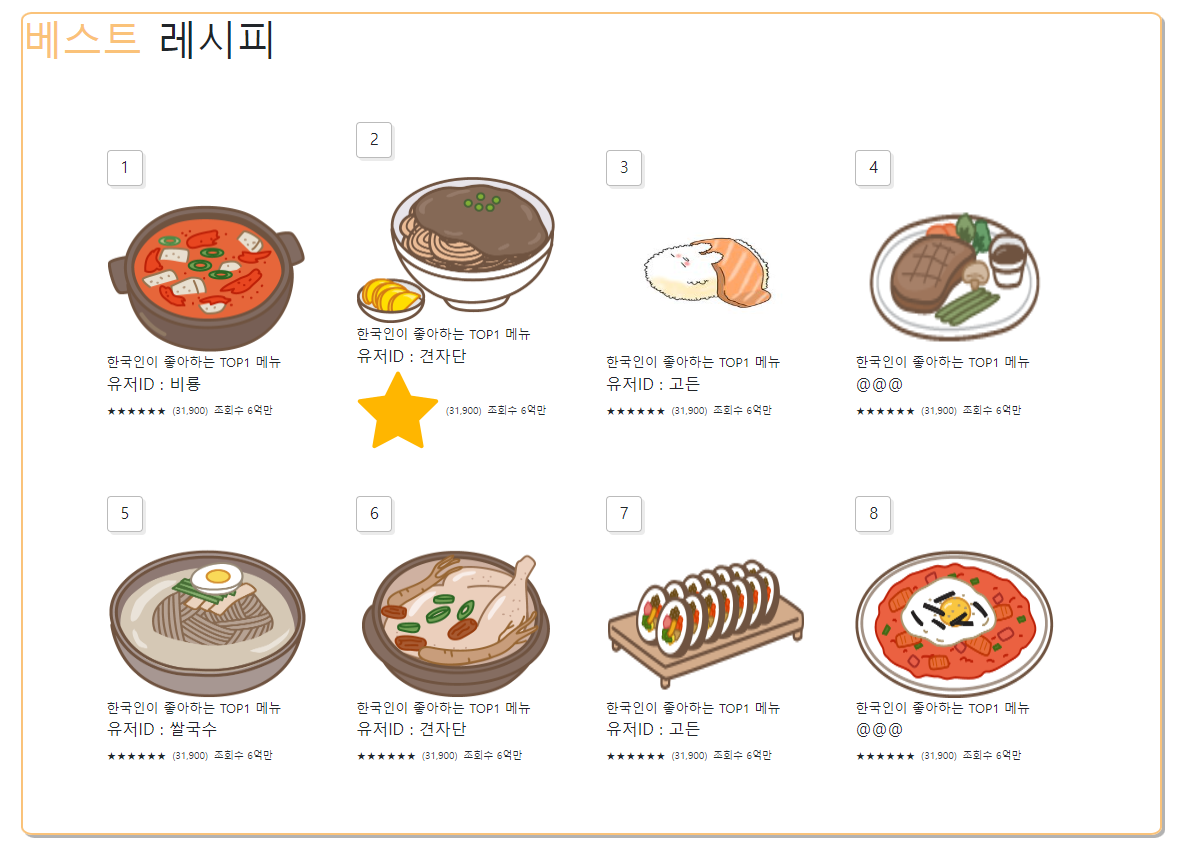 베스트 레시피
1
한국인이 좋아하는 TOP1 메뉴
유저ID : 비룡
★★★★★★ (31,900) 조회수 6억만
2
한국인이 좋아하는 TOP1 메뉴
유저ID : 견자단
(31,900) 조회수 6억만
3
한국인이 좋아하는 TOP1 메뉴
유저ID : 고든
★★★★★★ (31,900) 조회수 6억만
4
한국인이 좋아하는 TOP1 메뉴
@@@
★★★★★★ (31,900) 조회수 6억만
5
한국인이 좋아하는 TOP1 메뉴
유저ID : 쌀국수
★★★★★★ (31,900) 조회수 6억만
6
한국인이 좋아하는 TOP1 메뉴
유저ID : 견자단
★★★★★★ (31,900) 조회수 6억만
7
한국인이 좋아하는 TOP1 메뉴
유저ID : 고든
★★★★★★ (31,900) 조회수 6억만
8
한국인이 좋아하는 TOP1 메뉴
@@@
★★★★★★ (31,900) 조회수 6억만